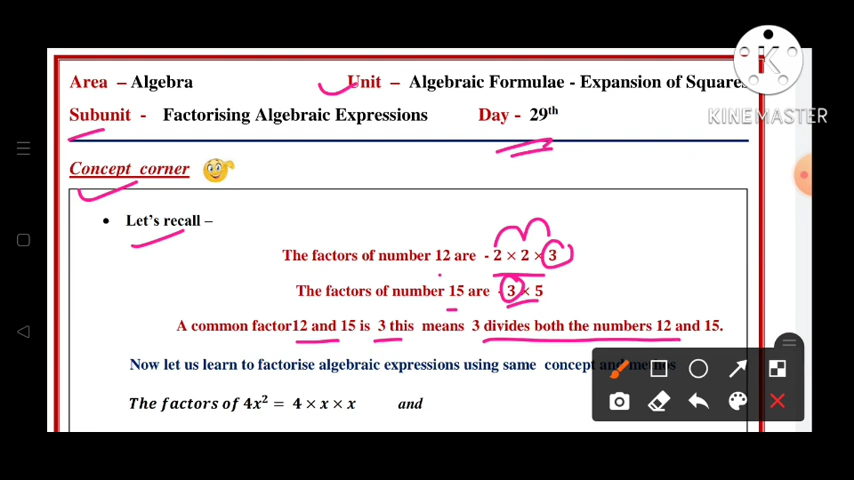 Area – Algebra Unit – Algebraic Formulae - Expansion of Squares
Subunit - Factorising Algebraic Expressions Day - 29th
KINEMASTER
Concept corner
• Let's recall –
The factors of number 12 are - 2 × 2 × 3
The factors of number 15 are - 3 × 5
A common factor12 and 15 is 3 this means 3 divides both the numbers 12 and 15.
Now let us learn to factorise algebraic expressions using same concept and
The factors of 4x² = 4 × x × x and